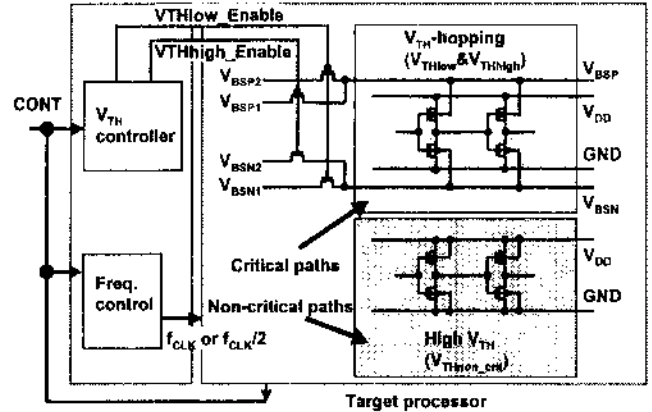 VTHlow_Enable
VTHhigh_Enable
CONT
VTH controller
Freq. control
fCLK or fCLK/2
VBSP2
VBSP1
VBSN2
VBSN1
VTH-hopping
(VTHlow&VTHhigh)
VBSP
VDD
GND
VBSN
Critical paths
Non-critical paths
VDD
GND
High VTH
(VTHnon_crit)
Target processor